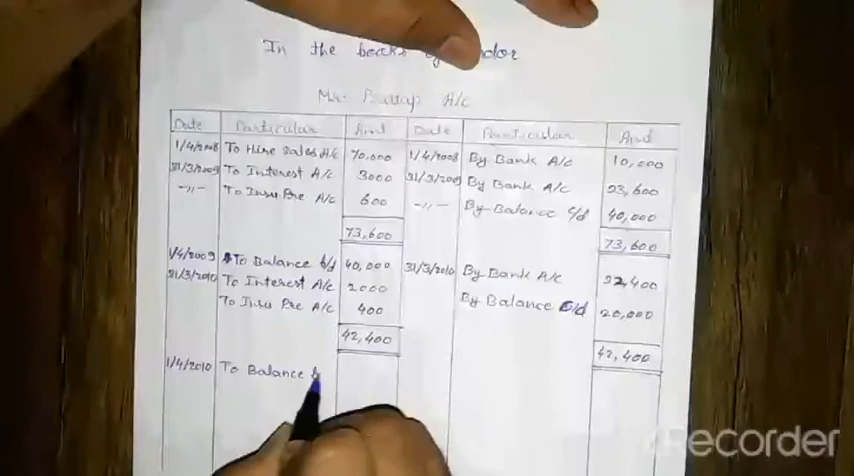 In the books of
Mr. Pratap A/c
Date Particular Amt Date Particular Amt
1/4/2008 To Hire Sales A/c 70,000 1/4/2008 By Bank A/c 10,000
31/3/2009 To Interest A/c 3000 31/3/2009 By Bank A/c 23,600
-,,- To Insu Pre A/c 600 -,,- By Balance c/d 40,000
73,600 73,600
1/4/2009 To Balance b/d 40,000 31/3/2010 By Bank A/c 22,400
31/3/2010 To Interest A/c 2000 By Balance c/d 20,000
To Insu Pre A/c 400
42,400 42,400
1/4/2010 To Balance b
Recorder